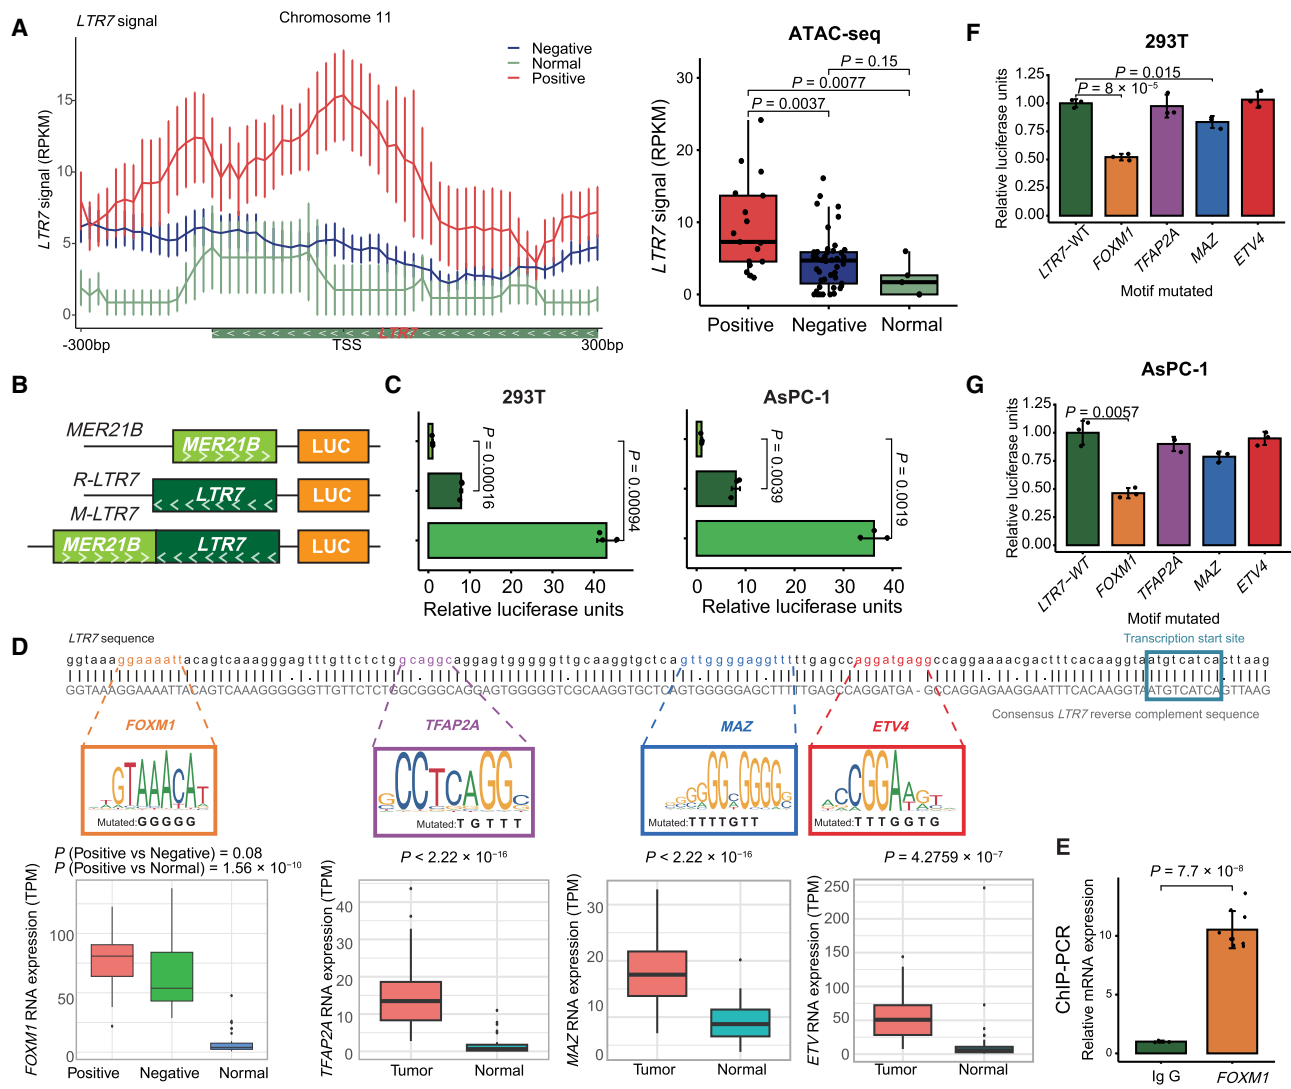 A
LTR7 signal
Chromosome 11
Negative
Normal
Positive
LTR7 signal (RPKM)
15
10
5
0
< < < < < < < < < LTR7 < < < < < < < < <
-300bp
TSS
300bp
ATAC-seq
P = 0.15
P = 0.0077
P = 0.0037
LTR7 signal (RPKM)
30
20
10
0
Positive
Negative
Normal
F
293T
P = 0.015
P = 8 × 10⁻⁵
Relative luciferase units
1.25
1.00
0.75
0.50
0.25
0.00
LTR7-WT
FOXM1
TFAP2A
MAZ
ETV4
Motif mutated
B
MER21B
MER21B
LUC
R-LTR7
LTR7
LUC
M-LTR7
MER21B
LTR7
LUC
C
293T
P = 0.00016
P = 0.00094
0 10 20 30 40
Relative luciferase units
AsPC-1
P = 0.0039
P = 0.0019
0 10 20 30 40
Relative luciferase units
G
AsPC-1
P = 0.0057
Relative luciferase units
1.25
1.00
0.75
0.50
0.25
0.00
LTR7-WT
FOXM1
TFAP2A
MAZ
ETV4
Motif mutated
D
LTR7 sequence
Transcription start site
ggtaaaggaaaattacagtcaaagggagtttgttctctggcaggcaggagtgggggtcgcaaggtgctcagttggggaggttttttgagccaggatgaggccaggaaaacgactttcacaaggtaatgtcatcacttaag
GGTAAAGGAAAATTACAGTCAAAGGGGGGTTGTTCTCTGGCGGGCAGGAGTGGGGGTCGCAAGGTGCTCAGTGGGGGAGCTTTTTGAGCCAGGATGA-GCCAGGAGAAGGAATTTCACAAGGTAATGTCATCAGTTAAG
Consensus LTR7 reverse complement sequence
FOXM1
TFAP2A
MAZ
ETV4
GTAAACAT
GCCTCAGGC
GGGGCGGGGG
ACCGGAAGT
Mutated:GGGGG
Mutated:TGTTT
Mutated:TTTTGTT
Mutated:TTTGGTG
P (Positive vs Negative) = 0.08
P (Positive vs Normal) = 1.56 × 10⁻¹⁰
FOXM1 RNA expression (TPM)
100
50
0
Positive
Negative
Normal
P < 2.22 × 10⁻¹⁶
TFAP2A RNA expression (TPM)
40
30
20
10
0
Tumor
Normal
P < 2.22 × 10⁻¹⁶
MAZ RNA expression (TPM)
30
20
10
0
Tumor
Normal
P = 4.2759 × 10⁻⁷
ETV RNA expression (TPM)
250
200
150
100
50
0
Tumor
Normal
E
P = 7.7 × 10⁻⁸
ChIP-PCR
Relative mRNA expression
10
5
0
Ig G
FOXM1